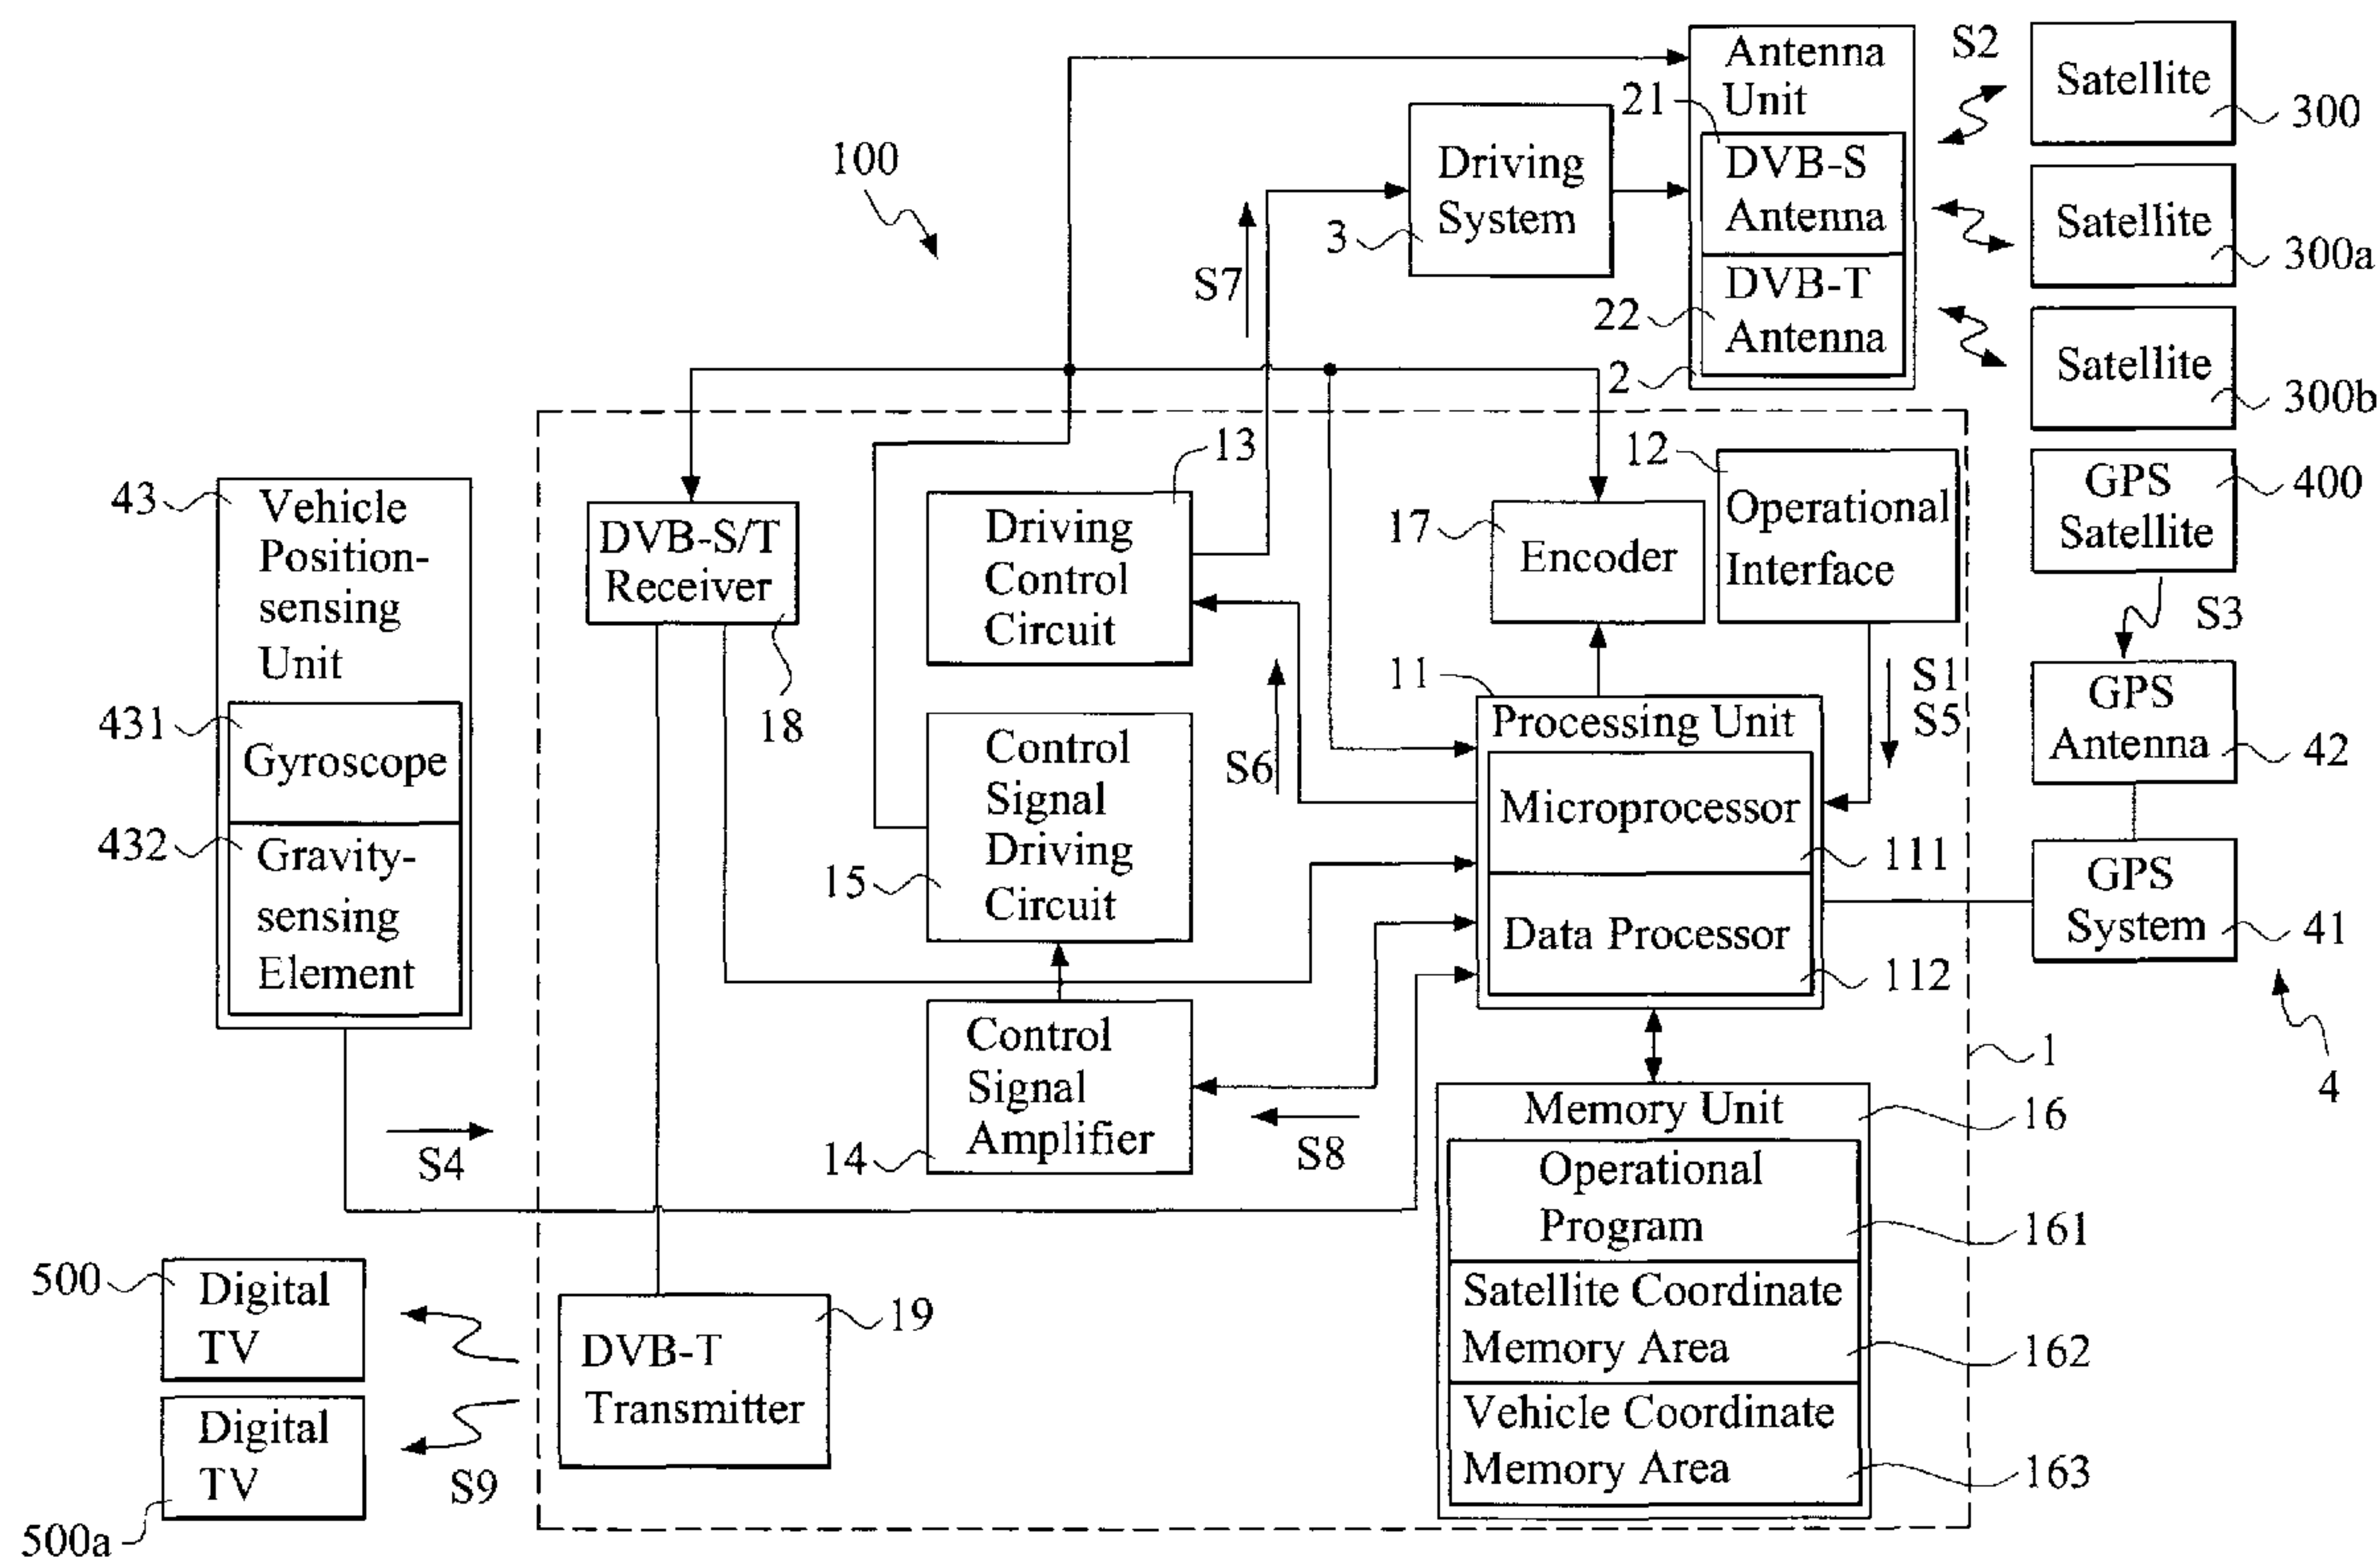 100
Antenna
Unit
21
DVB-S
Antenna
DVB-T
Antenna
22
2
S2
Satellite
300
Satellite
300a
Satellite
300b
Driving
System
3
S7
43
Vehicle
Position-
sensing
Unit
431
Gyroscope
432
Gravity-
sensing
Element
DVB-S/T
Receiver
18
13
Driving
Control
Circuit
17
Encoder
12
Operational
Interface
GPS
Satellite
400
S3
GPS
Antenna
42
GPS
System
41
4
S1
S5
11
Processing Unit
Microprocessor
111
Data Processor
112
S6
Control
Signal
Driving
Circuit
15
Control
Signal
Amplifier
14
S8
1
Memory Unit
16
Operational
Program
161
Satellite Coordinate
Memory Area
162
Vehicle Coordinate
Memory Area
163
S4
500
Digital
TV
Digital
TV
500a
S9
DVB-T
Transmitter
19